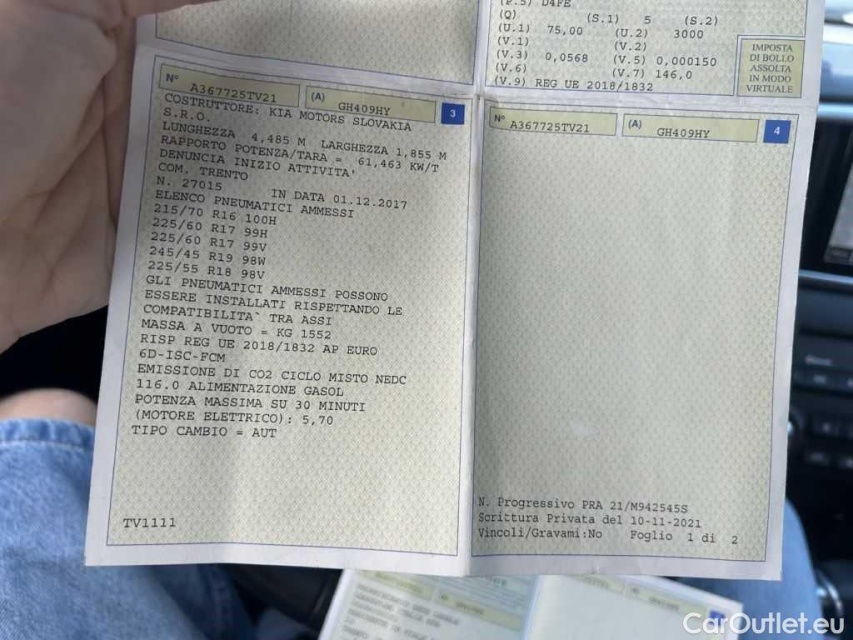 (P.5) D4FE
(Q) (S.1) 5 (S.2)
(U.1) 75,00 (U.2) 3000
(V.1) (V.2)
(V.3) 0,0568 (V.5) 0,000150
(V.6) (V.7) 146,0
(V.9) REG UE 2018/1832
IMPOSTA
DI BOLLO
ASSOLTA
IN MODO
VIRTUALE
N° A367725TV21 (A) GH409HY 3
COSTRUTTORE: KIA MOTORS SLOVAKIA
S.R.O.
LUNGHEZZA 4,485 M LARGHEZZA 1,855 M
RAPPORTO POTENZA/TARA = 61,463 KW/T
DENUNCIA INIZIO ATTIVITA'
COM. TRENTO
N. 27015 IN DATA 01.12.2017
ELENCO PNEUMATICI AMMESSI
215/70 R16 100H
225/60 R17 99H
225/60 R17 99V
245/45 R19 98W
225/55 R18 98V
GLI PNEUMATICI AMMESSI POSSONO
ESSERE INSTALLATI RISPETTANDO LE
COMPATIBILITA` TRA ASSI
MASSA A VUOTO = KG 1552
RISP REG UE 2018/1832 AP EURO
6D-ISC-FCM
EMISSIONE DI CO2 CICLO MISTO NEDC
116.0 ALIMENTAZIONE GASOL
POTENZA MASSIMA SU 30 MINUTI
(MOTORE ELETTRICO): 5,70
TIPO CAMBIO = AUT
TV1111
N° A367725TV21 (A) GH409HY 4
N. Progressivo PRA 21/M942545S
Scrittura Privata del 10-11-2021
Vincoli/Gravami:No Foglio 1 di 2
CarOutlet.eu